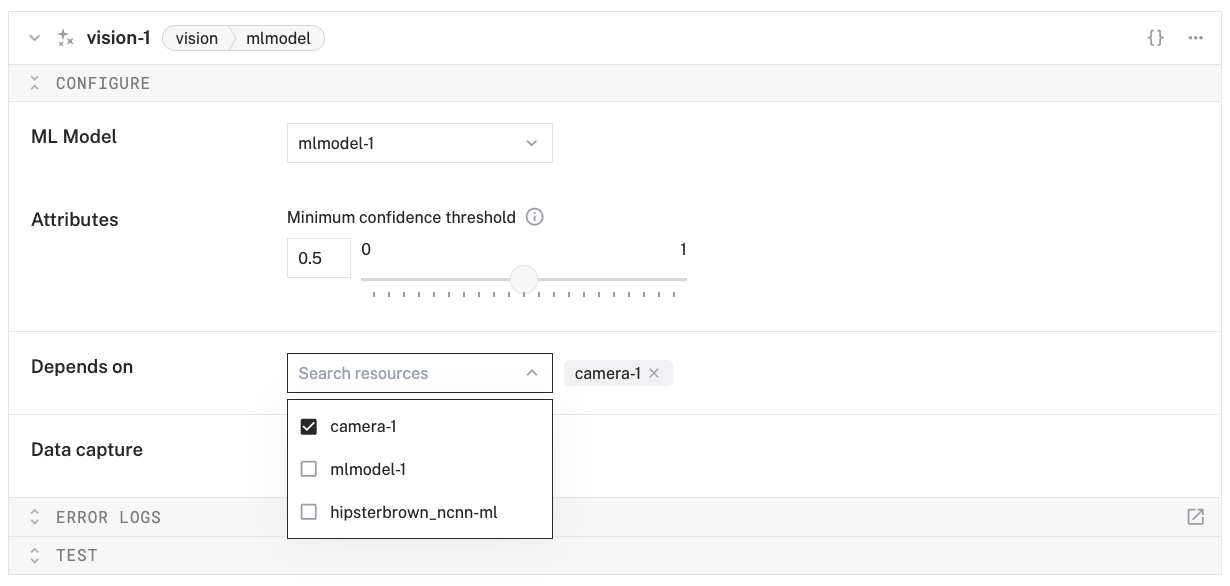 vision-1 vision mlmodel {} ...
CONFIGURE
ML Model
mlmodel-1
Attributes
Minimum confidence threshold
0.5
0 1
Depends on
Search resources
camera-1
camera-1
mlmodel-1
hipsterbrown_ncnn-ml
Data capture
ERROR LOGS
TEST